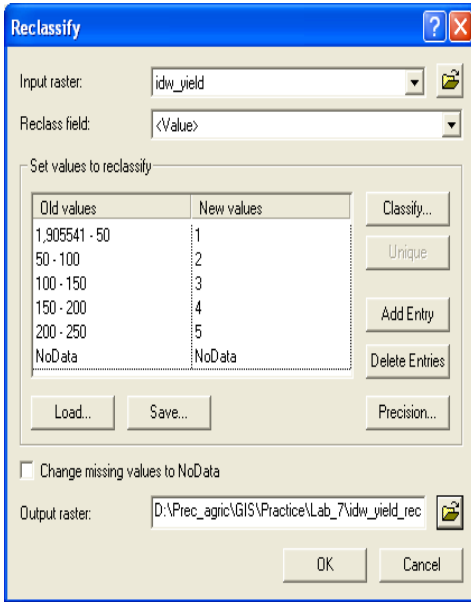 Reclassify
Input raster: idw_yield
Reclass field: <Value>
Set values to reclassify
Old values New values Classify...
1,905541 - 50 1
50 - 100 2 Unique
100 - 150 3
150 - 200 4 Add Entry
200 - 250 5
NoData NoData Delete Entries
Load... Save... Precision...
Change missing values to NoData
Output raster: D:\Prec_agric\GIS\Practice\Lab_7\idw_yield_rec
OK Cancel